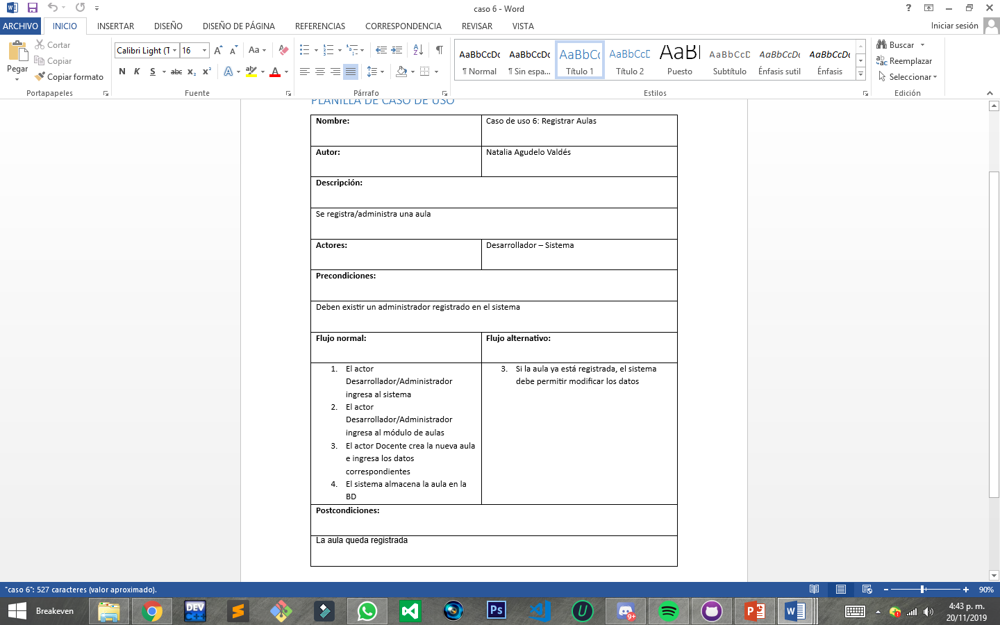 caso 6 - Word
ARCHIVO INICIO INSERTAR DISEÑO DISEÑO DE PÁGINA REFERENCIAS CORRESPONDENCIA REVISAR VISTA Iniciar sesión
Pegar
Cortar
Copiar
Copiar formato
Portapapeles
Calibri Light (T 16
N K S abc x₂ x²
Fuente
Párrafo
AaBbCcDc AaBbCcDc AaBbCc AaBbCcD AaB AaBbCcD AaBbCcDc AaBbCcDc
¶ Normal ¶ Sin espa... Título 1 Título 2 Puesto Subtítulo Énfasis sutil Énfasis
Estilos
Buscar
Reemplazar
Seleccionar
Edición
PLANILLA DE CASO DE USO
Nombre: Caso de uso 6: Registrar Aulas
Autor: Natalia Agudelo Valdés
Descripción:
Se registra/administra una aula
Actores: Desarrollador – Sistema
Precondiciones:
Deben existir un administrador registrado en el sistema
Flujo normal: Flujo alternativo:
1. El actor
Desarrollador/Administrador
ingresa al sistema
2. El actor
Desarrollador/Administrador
ingresa al módulo de aulas
3. El actor Docente crea la nueva aula
e ingresa los datos
correspondientes
4. El sistema almacena la aula en la
BD
3. Si la aula ya está registrada, el sistema
debe permitir modificar los datos
Postcondiciones:
La aula queda registrada
"caso 6": 527 caracteres (valor aproximado).
90%
Breakeven
DEV
C++
Ps
9+
4:43 p. m.
20/11/2019